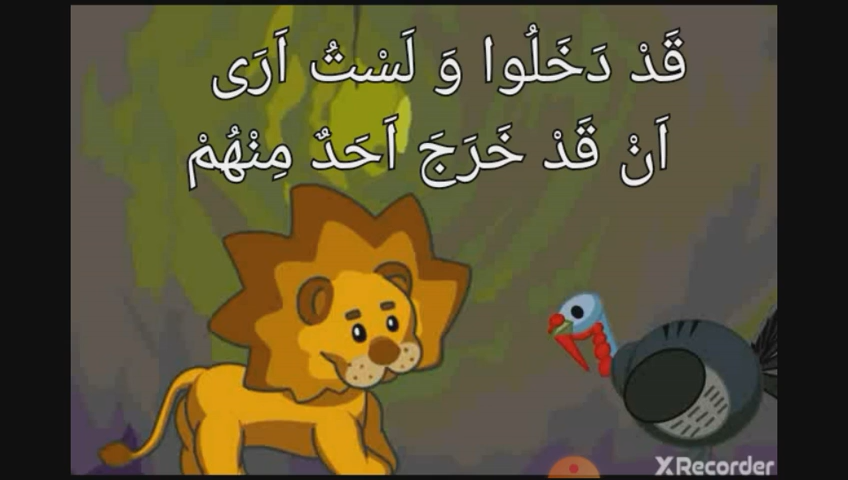 قَدْ دَخَلُوا وَ لَسْتُ اَرَى
اَنْ قَدْ خَرَجَ اَحَدٌ مِنْهُمْ
XRecorder